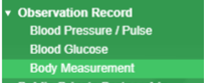 Observation Record
Blood Pressure / Pulse
Blood Glucose
Body Measurement